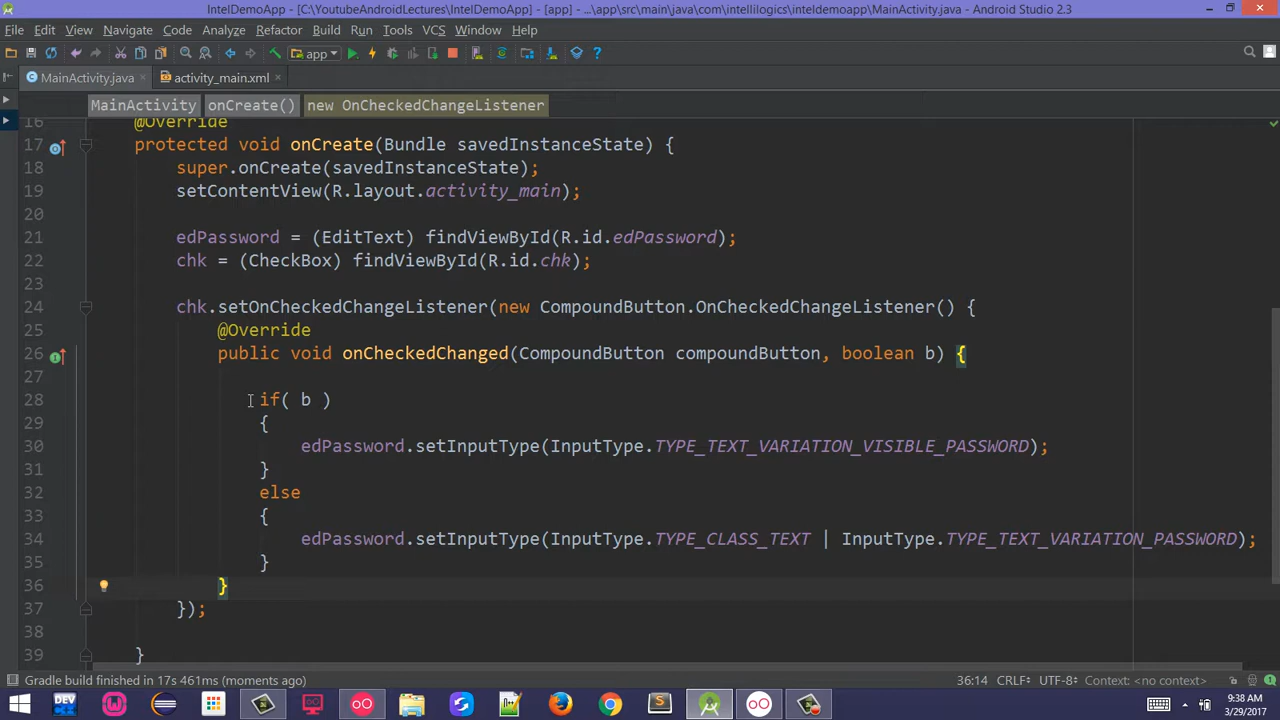 IntelDemoApp - [C:\YoutubeAndroidLectures\IntelDemoApp] - [app] - ...\app\src\main\java\com\intellilogics\inteldemoapp\MainActivity.java - Android Studio 2.3
File Edit View Navigate Code Analyze Refactor Build Run Tools VCS Window Help
app
MainActivity.java activity_main.xml
MainActivity onCreate() new OnCheckedChangeListener
16 @Override
17 protected void onCreate(Bundle savedInstanceState) {
18 super.onCreate(savedInstanceState);
19 setContentView(R.layout.activity_main);
20
21 edPassword = (EditText) findViewById(R.id.edPassword);
22 chk = (CheckBox) findViewById(R.id.chk);
23
24 chk.setOnCheckedChangeListener(new CompoundButton.OnCheckedChangeListener() {
25 @Override
26 public void onCheckedChanged(CompoundButton compoundButton, boolean b) {
27
28 if( b )
29 {
30 edPassword.setInputType(InputType.TYPE_TEXT_VARIATION_VISIBLE_PASSWORD);
31 }
32 else
33 {
34 edPassword.setInputType(InputType.TYPE_CLASS_TEXT | InputType.TYPE_TEXT_VARIATION_PASSWORD);
35 }
36 }
37 });
38
39 }
Gradle build finished in 17s 461ms (moments ago) 36:14 CRLF÷ UTF-8÷ Context: <no context>
DEV
9:38 AM
3/29/2017